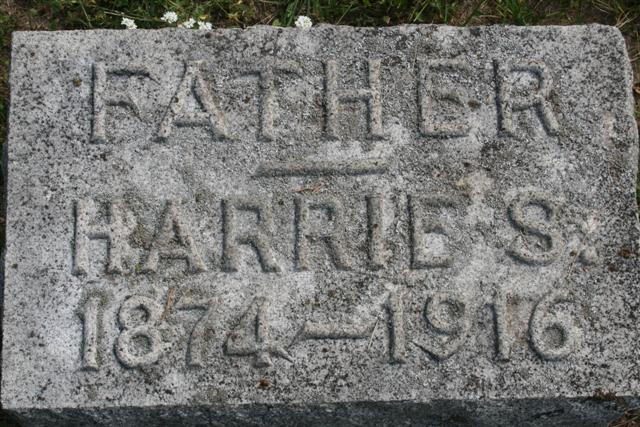 FATHER
HARRIE S.
1874-1916